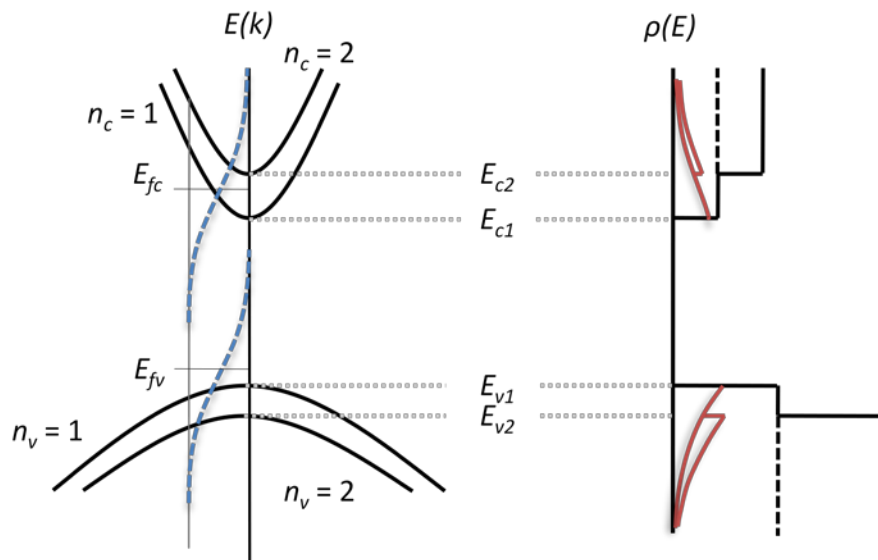 E(k)
ρ(E)
n_c = 2
n_c = 1
E_fc
E_c2
E_c1
E_fv
E_v1
E_v2
n_v = 1
n_v = 2